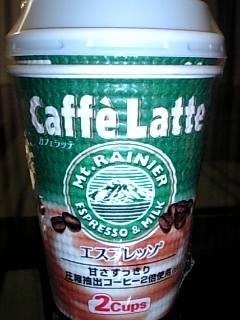 Caffè Latte
カフェラッテ
Mt. RAINIER
ESPRESSO & MILK
エスプレッソ
甘さすっきり
圧縮抽出コーヒー2倍使用
2Cups